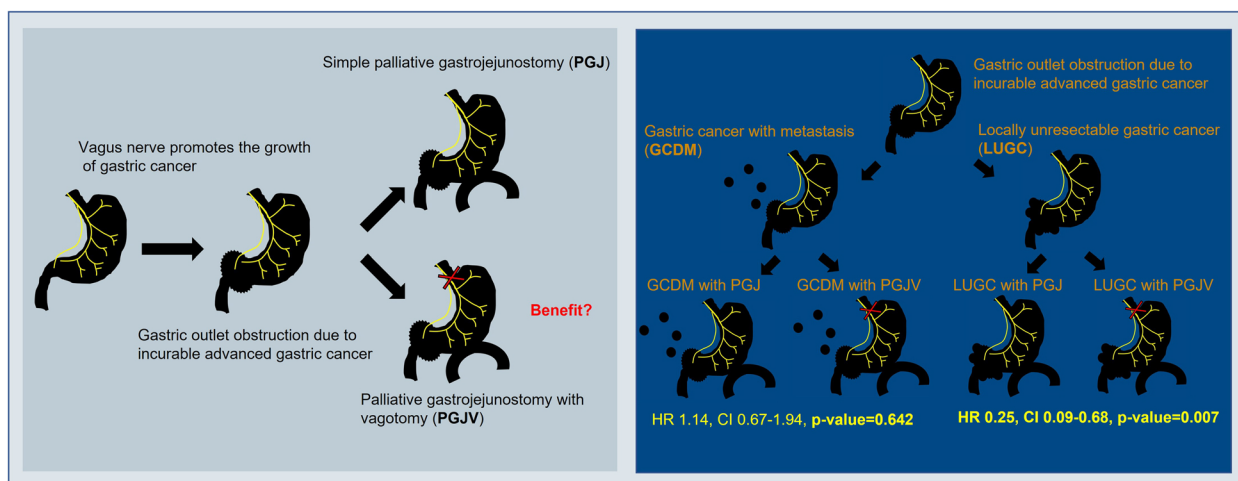 Simple palliative gastrojejunostomy (PGJ)
Vagus nerve promotes the growth
of gastric cancer
Benefit?
Gastric outlet obstruction due to
incurable advanced gastric cancer
Palliative gastrojejunostomy with
vagotomy (PGJV)
Gastric outlet obstruction due to
incurable advanced gastric cancer
Gastric cancer with metastasis
(GCDM)
Locally unresectable gastric cancer
(LUGC)
GCDM with PGJ
GCDM with PGJV
LUGC with PGJ
LUGC with PGJV
HR 1.14, CI 0.67-1.94, p-value=0.642
HR 0.25, CI 0.09-0.68, p-value=0.007